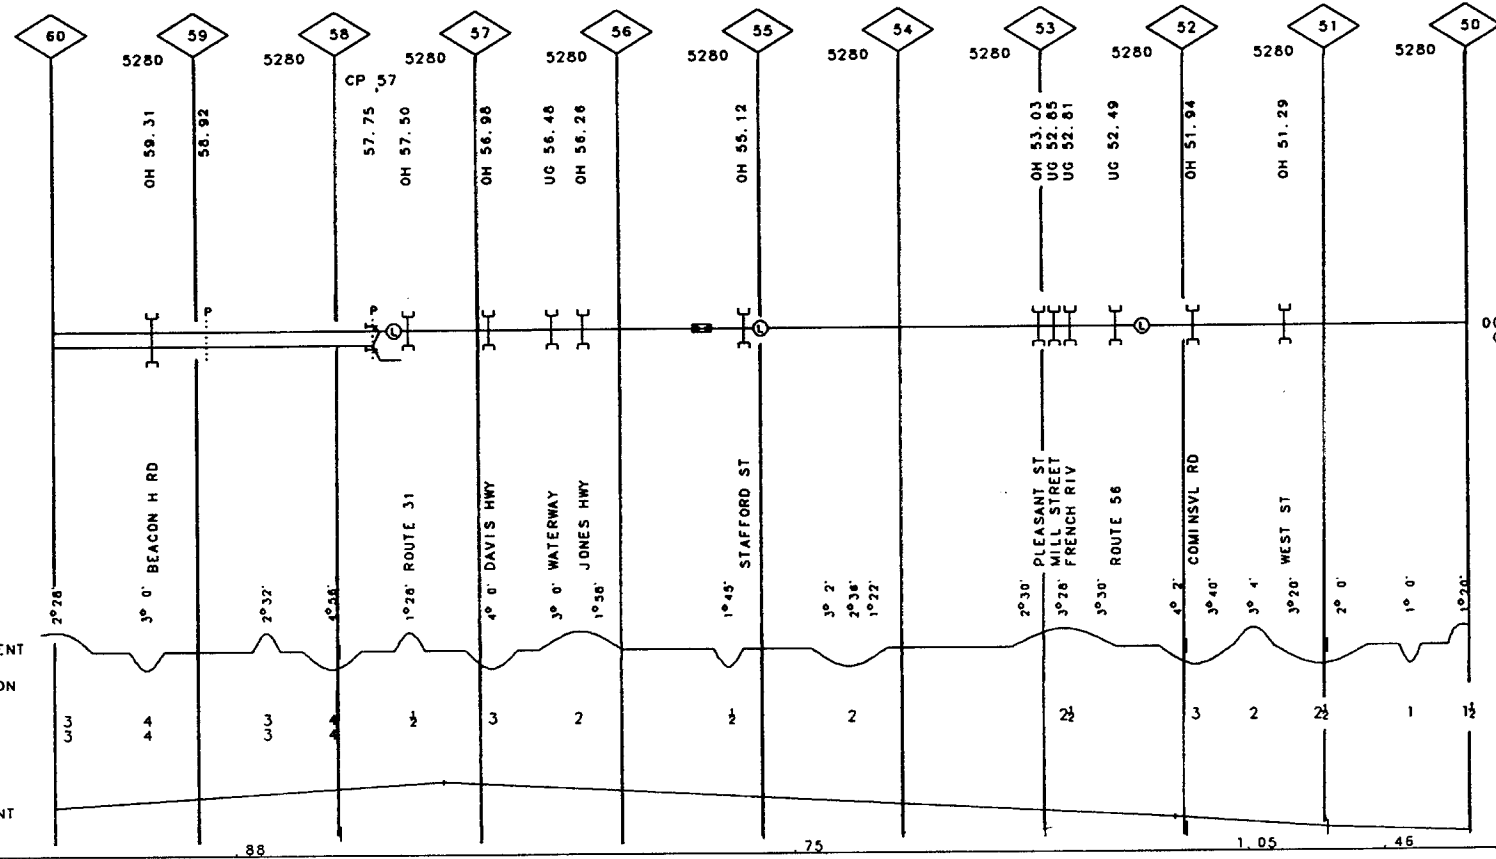 60 59 58 57 56 55 54 53 52 51 50
5280 5280 5280 5280 5280 5280 5280 5280 5280 5280
CP 57
OH 59.31
58.92
57.75
OH 57.50
OH 56.98
UG 56.48
OH 56.26
OH 55.12
OH 53.03
UG 52.85
UG 52.81
UG 52.49
OH 51.94
OH 51.29
P P L L L
BEACON H RD
ROUTE 31
DAVIS HWY
WATERWAY
JONES HWY
STAFFORD ST
PLEASANT ST
MILL STREET
FRENCH RIV
ROUTE 56
COMINSVL RD
WEST ST
2°28'
3° 0'
2°32'
4°56'
1°28'
4° 0'
3° 0'
1°58'
1°45'
3° 2'
2°36'
1°22'
2°30'
3°28'
3°30'
4° 2'
3°40'
3° 4'
3°20'
2° 0'
1° 0'
1°20'
ENT
ON
3 4 3 4 ½ 3 2 ½ 2 2½ 3 2 2½ 1 1½
3 4 3 4
NT
.88 .75 1.05 .46